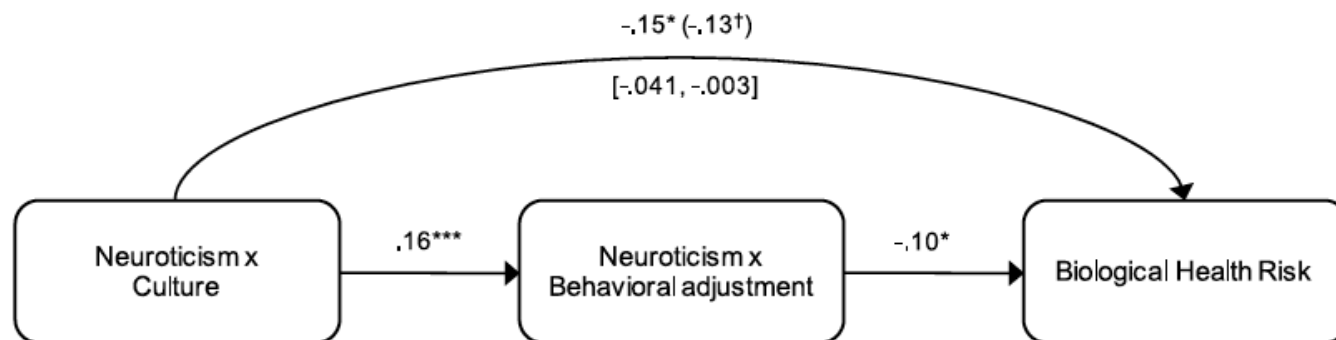 -.15* (-.13†)
[-.041, -.003]
Neuroticism x
Culture
.16***
Neuroticism x
Behavioral adjustment
-.10*
Biological Health Risk